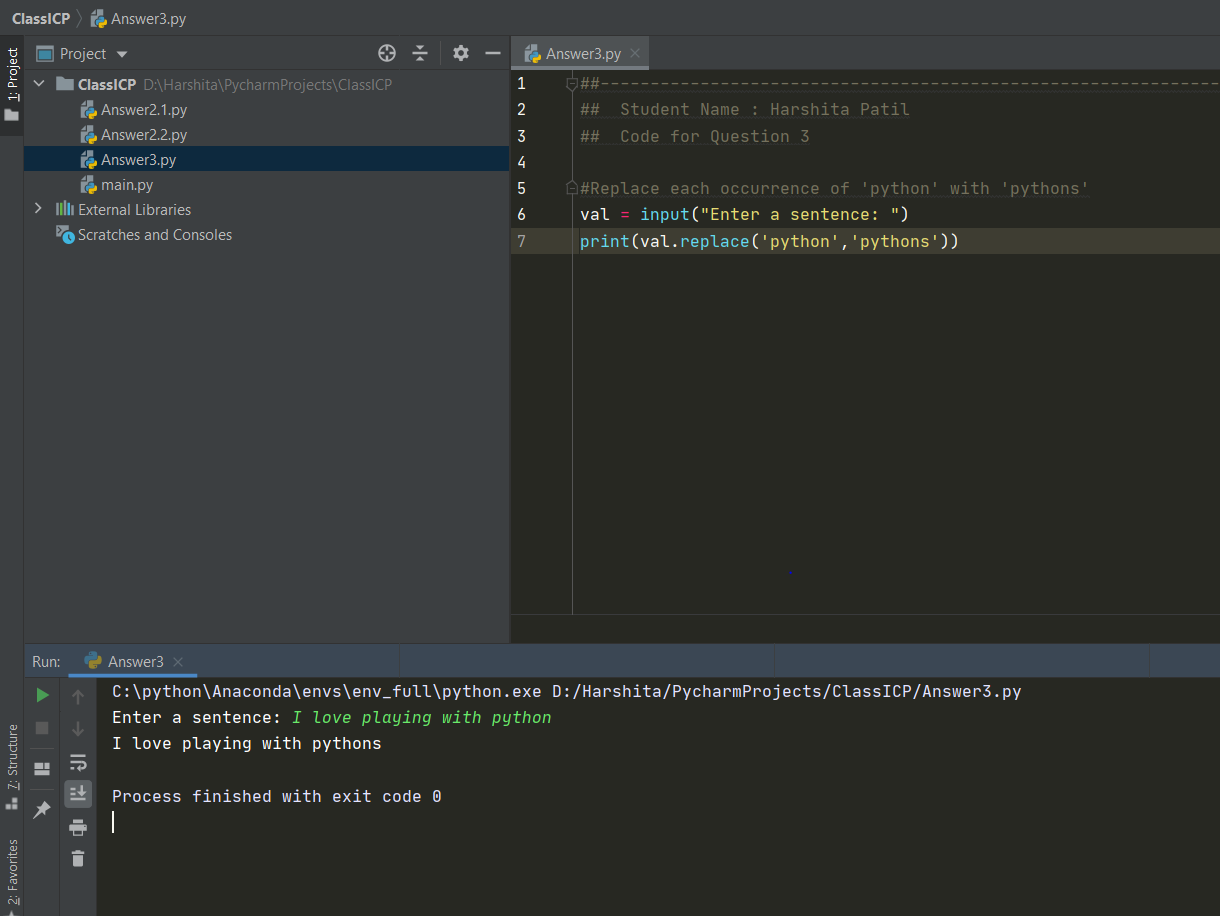 ClassICP Answer3.py
1: Project
Project
ClassICP D:\Harshita\PycharmProjects\ClassICP
Answer2.1.py
Answer2.2.py
Answer3.py
main.py
External Libraries
Scratches and Consoles
Answer3.py
1 ##--------------------------------------------------------------
2 ##  Student Name : Harshita Patil
3 ##  Code for Question 3
4
5 #Replace each occurrence of 'python' with 'pythons'
6 val = input("Enter a sentence: ")
7 print(val.replace('python','pythons'))
Run: Answer3
C:\python\Anaconda\envs\env_full\python.exe D:/Harshita/PycharmProjects/ClassICP/Answer3.py
Enter a sentence: I love playing with python
I love playing with pythons
Process finished with exit code 0
7: Structure
2: Favorites